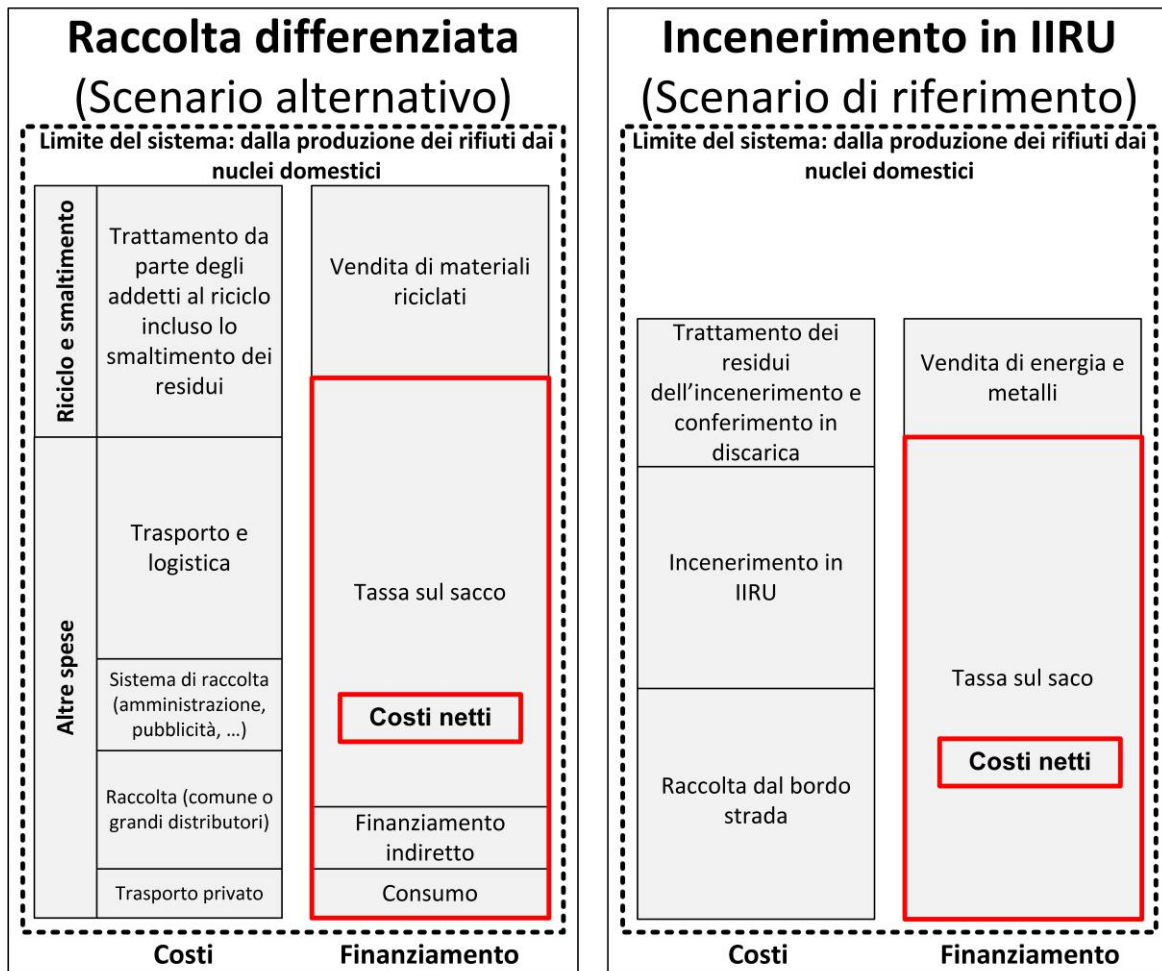 Raccolta differenziata
(Scenario alternativo)
Limite del sistema: dalla produzione dei rifiuti dai
nuclei domestici
Riciclo e smaltimento
Trattamento da
parte degli
addetti al riciclo
incluso lo
smaltimento dei
residui
Altre spese
Trasporto e
logistica
Sistema di raccolta
(amministrazione,
pubblicità, ...)
Raccolta (comune o
grandi distributori)
Trasporto privato
Costi
Vendita di materiali
riciclati
Tassa sul sacco
Costi netti
Finanziamento
indiretto
Consumo
Finanziamento
Incenerimento in IIRU
(Scenario di riferimento)
Limite del sistema: dalla produzione dei rifiuti dai
nuclei domestici
Trattamento dei
residui
dell'incenerimento e
conferimento in
discarica
Incenerimento in
IIRU
Raccolta dal bordo
strada
Costi
Vendita di energia e
metalli
Tassa sul saco
Costi netti
Finanziamento